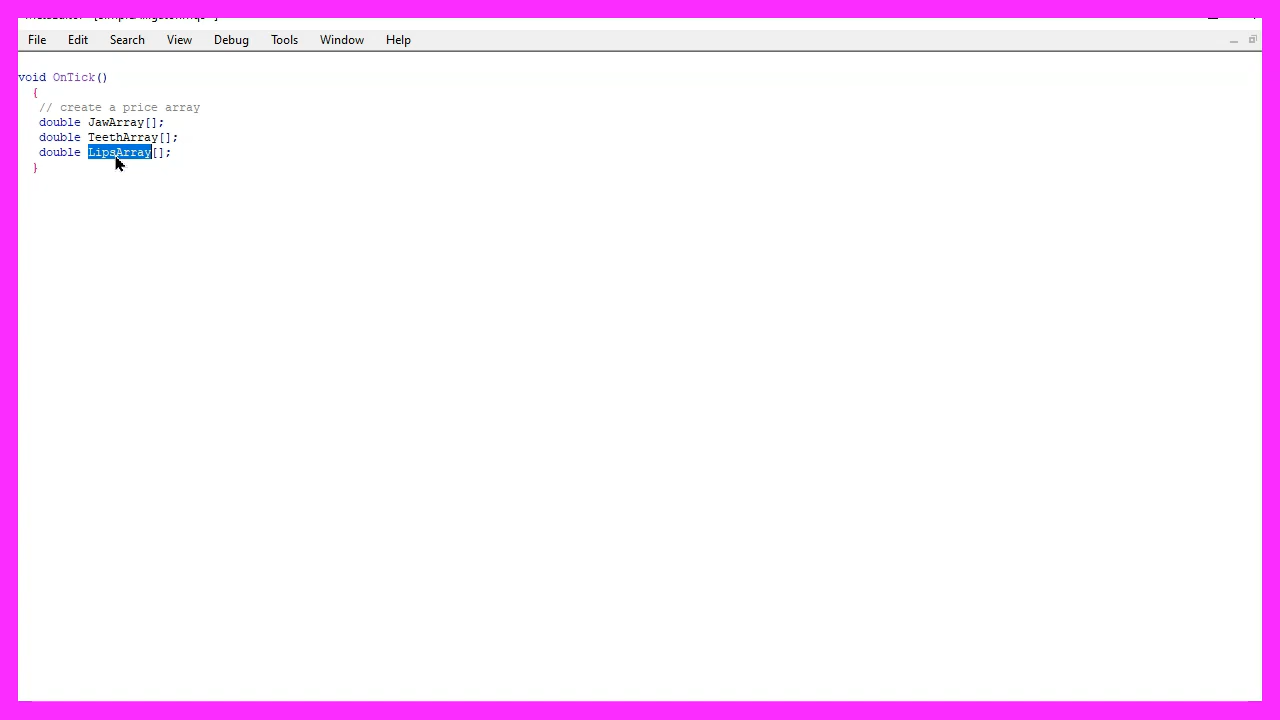 File Edit Search View Debug Tools Window Help
void OnTick()
{
// create a price array
double JawArray[];
double TeethArray[];
double LipsArray[];
}